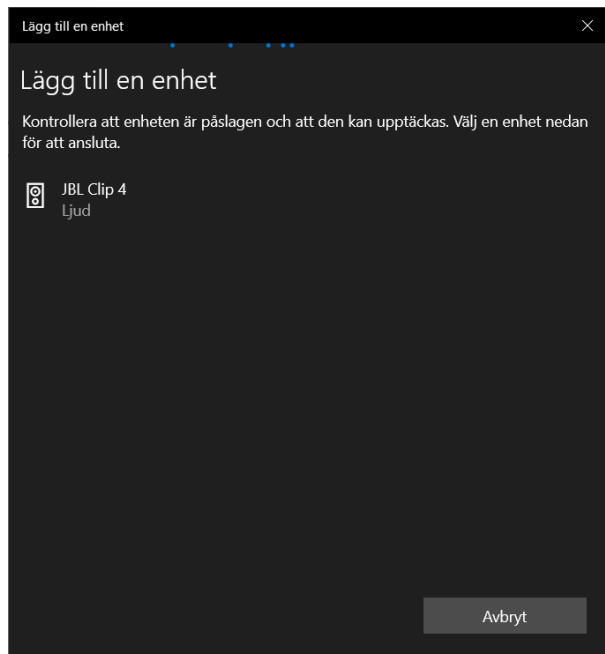 Lägg till en enhet
Lägg till en enhet
Kontrollera att enheten är påslagen och att den kan upptäckas. Välj en enhet nedan
för att ansluta.
JBL Clip 4
Ljud
Avbryt